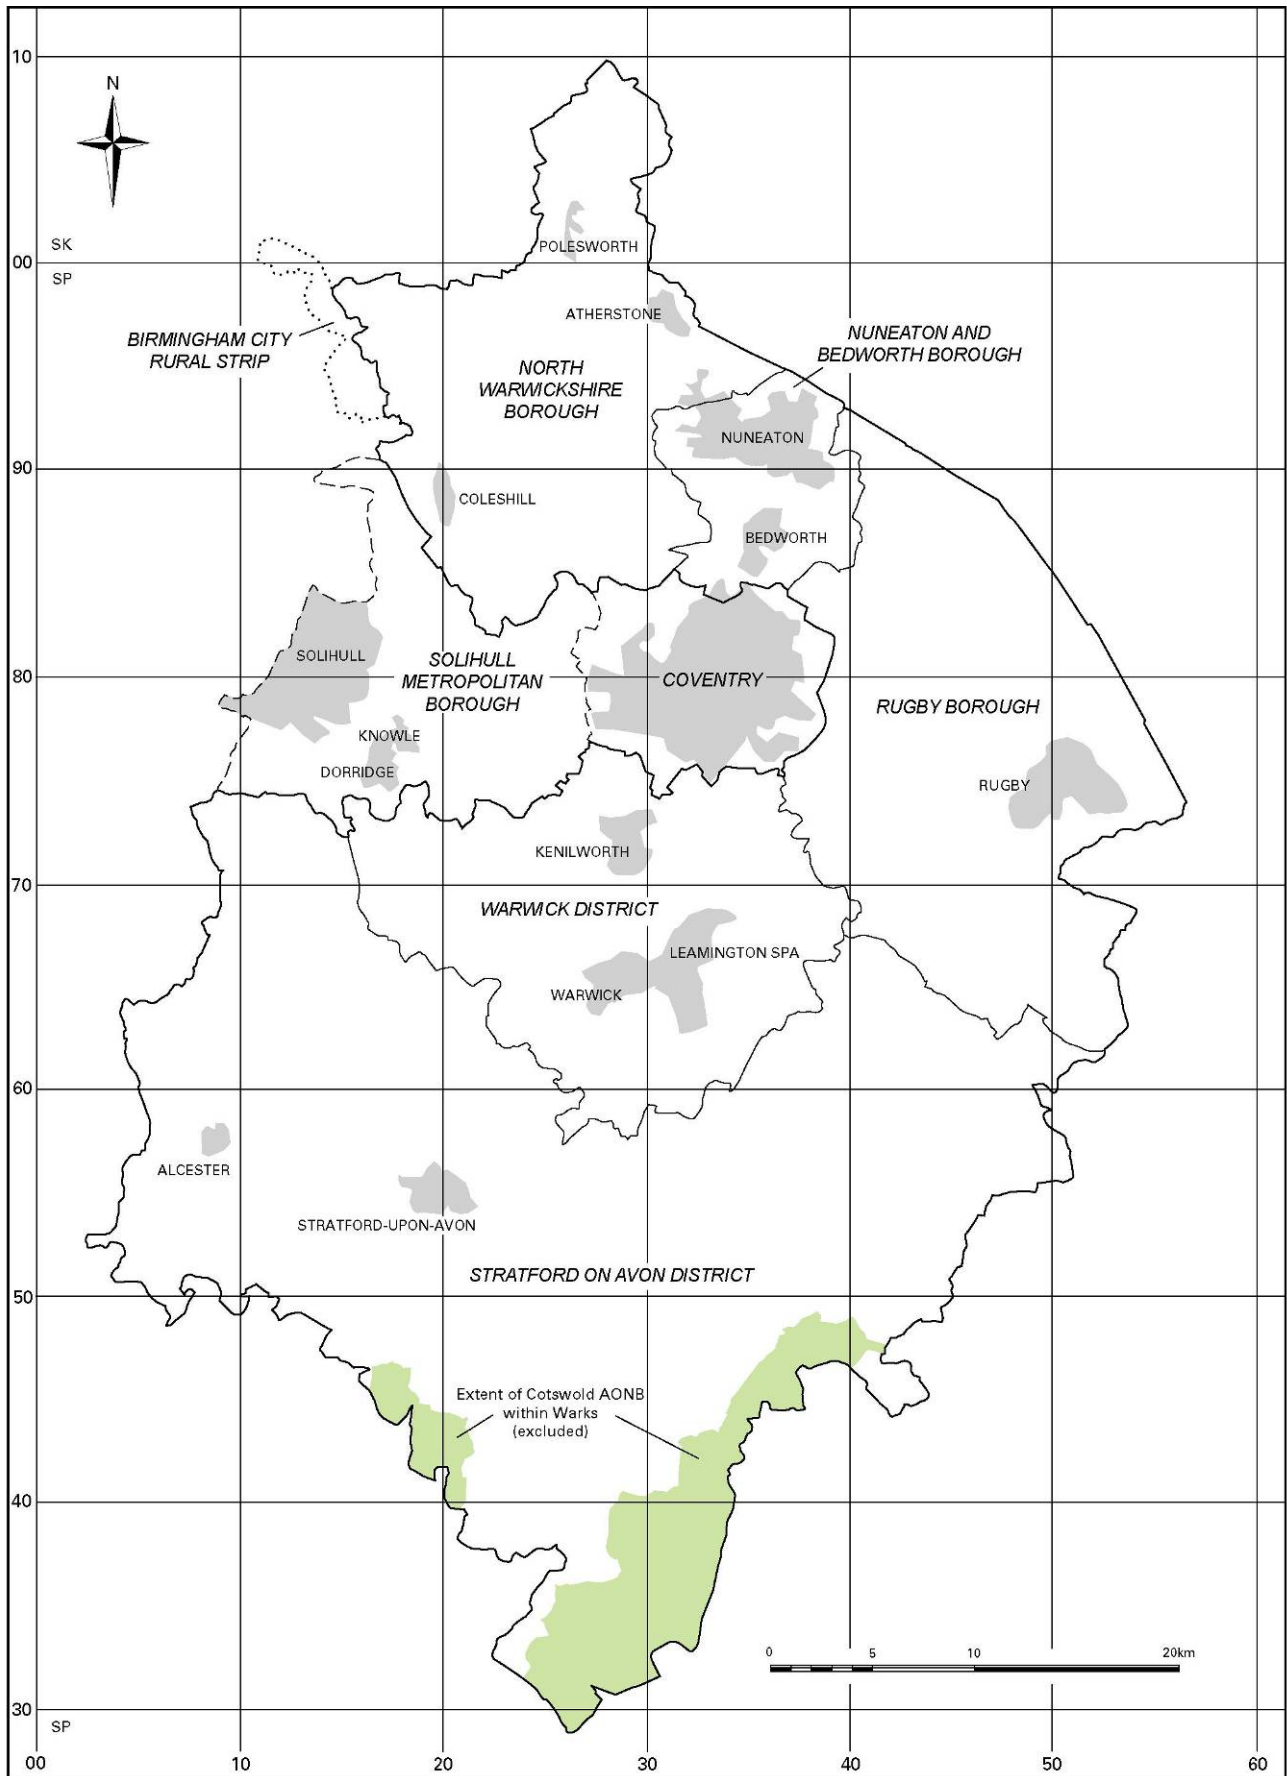 10
N
SK
00
SP
POLESWORTH
ATHERSTONE
BIRMINGHAM CITY
RURAL STRIP
NUNEATON AND
BEDWORTH BOROUGH
NORTH
WARWICKSHIRE
BOROUGH
NUNEATON
90
COLESHILL
BEDWORTH
SOLIHULL
SOLIHULL
METROPOLITAN
BOROUGH
COVENTRY
80
RUGBY BOROUGH
KNOWLE
DORRIDGE
RUGBY
KENILWORTH
70
WARWICK DISTRICT
LEAMINGTON SPA
WARWICK
60
ALCESTER
STRATFORD-UPON-AVON
STRATFORD ON AVON DISTRICT
50
Extent of Cotswold AONB
within Warks
(excluded)
40
0 5 10 20km
30
SP
00 10 20 30 40 50 60